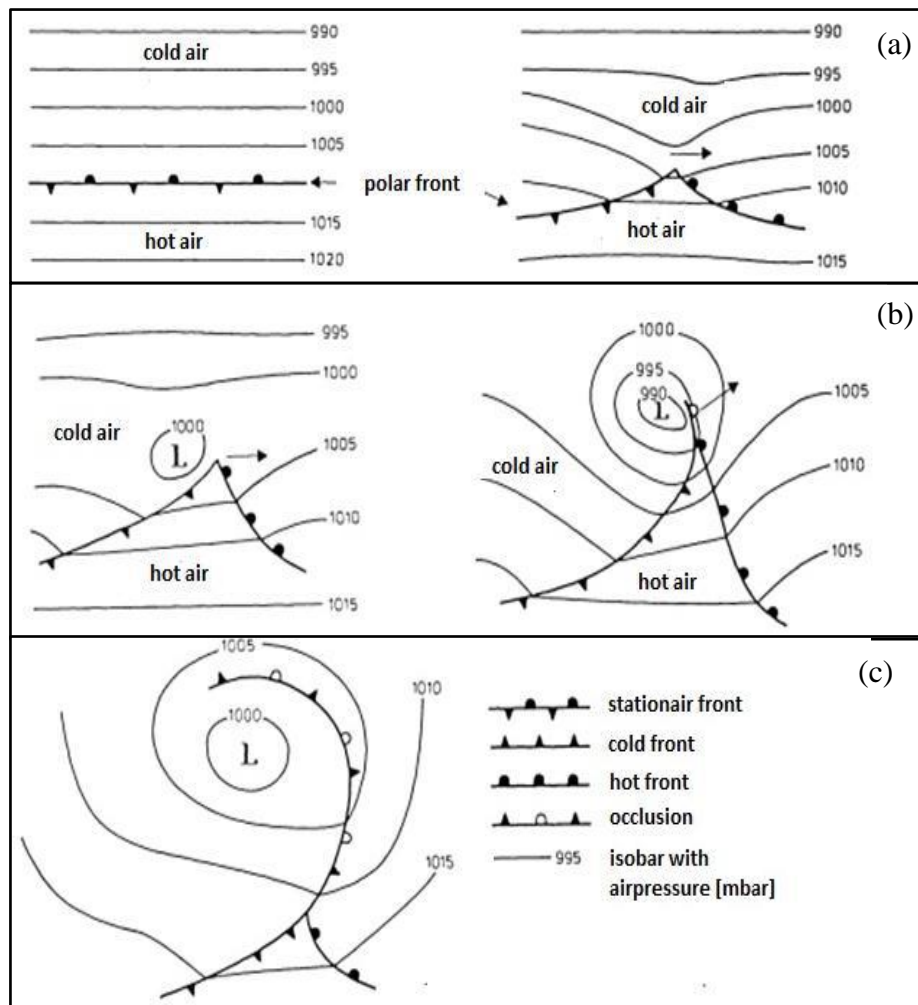 990
cold air
995
1000
1005
polar front
1015
hot air
1020
(a)
990
995
cold air
1000
1005
1010
hot air
1015
(b)
995
1000
cold air
1000
L
1005
1010
hot air
1015
1000
995
990
L
1005
cold air
1010
1015
hot air
(c)
1005
1010
1000
L
1015
stationair front
cold front
hot front
occlusion
995 isobar with
airpressure [mbar]